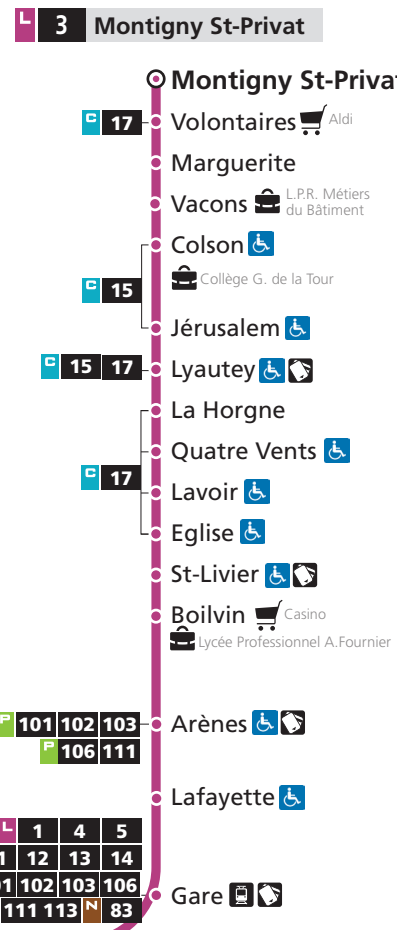 L 3 Montigny St-Privat
Montigny St-Privat
C 17 Volontaires Aldi
Marguerite
Vacons L.P.R. Métiers
du Bâtiment
Colson
Collège G. de la Tour
C 15
Jérusalem
C 15 17 Lyautey
La Horgne
Quatre Vents
C 17 Lavoir
Eglise
St-Livier
Boilvin Casino
Lycée Professionnel A.Fournier
P 101 102 103 Arènes
P 106 111
Lafayette
L 1 4 5
12 13 14
102 103 106 Gare
111 113 N 83